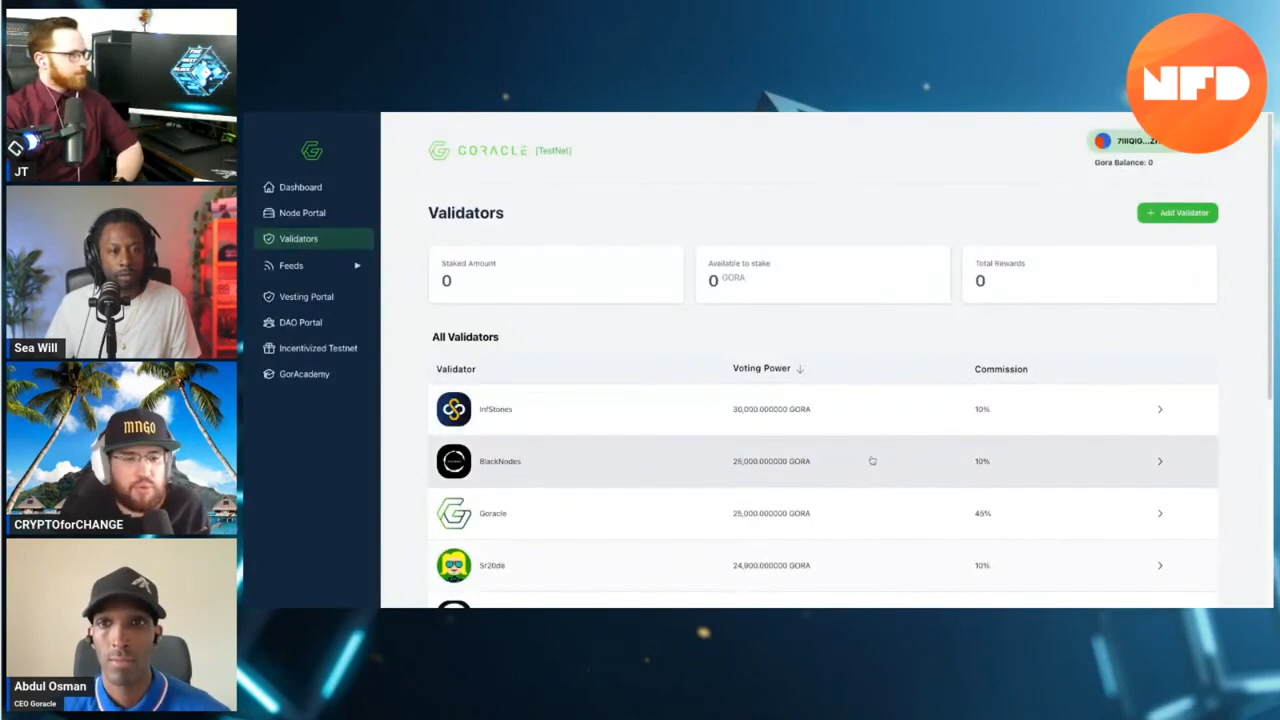 JT
Sea Will
MNGO
CRYPTOforCHANGE
Abdul Osman
CEO Goracle
NFD
GORACLE [TestNet]
Gora Balance: 0
Dashboard
Node Portal
Validators
Feeds
Vesting Portal
DAO Portal
Incentivized Testnet
GorAcademy
Validators
+ Add Validator
Staked Amount
0
Available to stake
0 GORA
Total Rewards
0
All Validators
Validator Voting Power ↓ Commission
InfStones 30,000.000000 GORA 10%
BlackNodes 25,000.000000 GORA 10%
Goracle 25,000.000000 GORA 45%
Sr20de 24,900.000000 GORA 10%